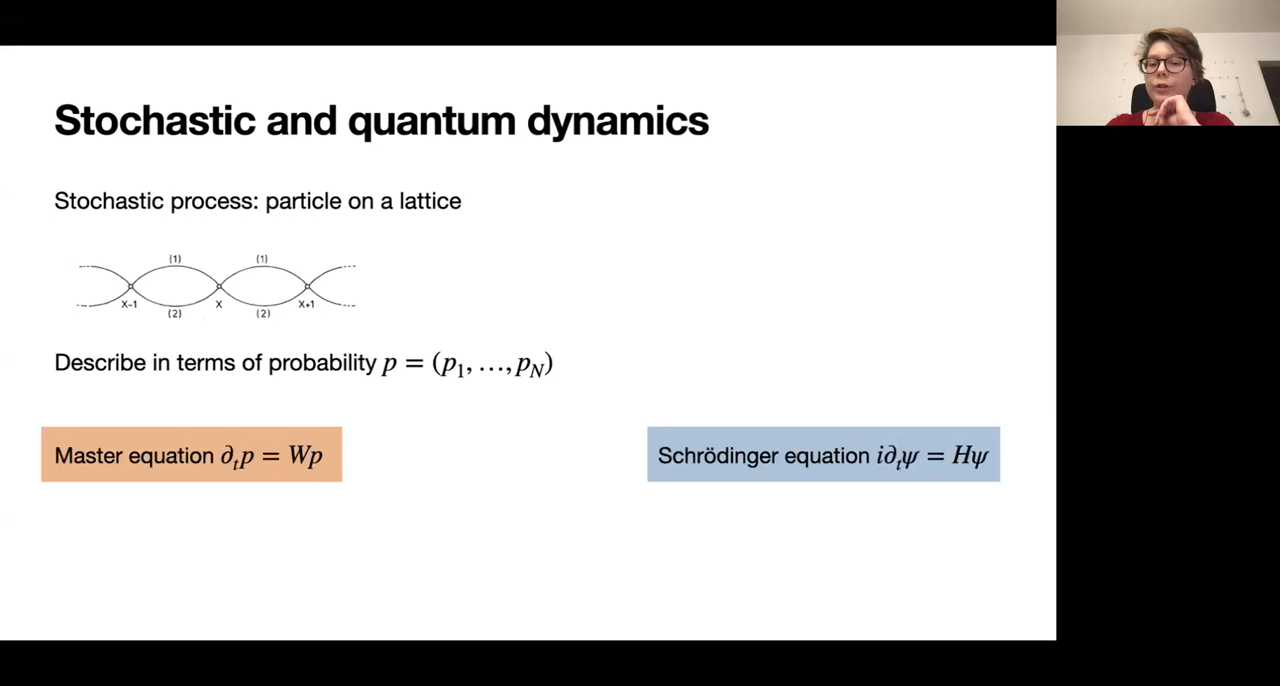 Stochastic and quantum dynamics
Stochastic process: particle on a lattice
(1) (1)
X-1 X X+1
(2) (2)
Describe in terms of probability p = (p₁, …, p_N)
Master equation ∂ₜp = Wp
Schrödinger equation i∂ₜψ = Hψ